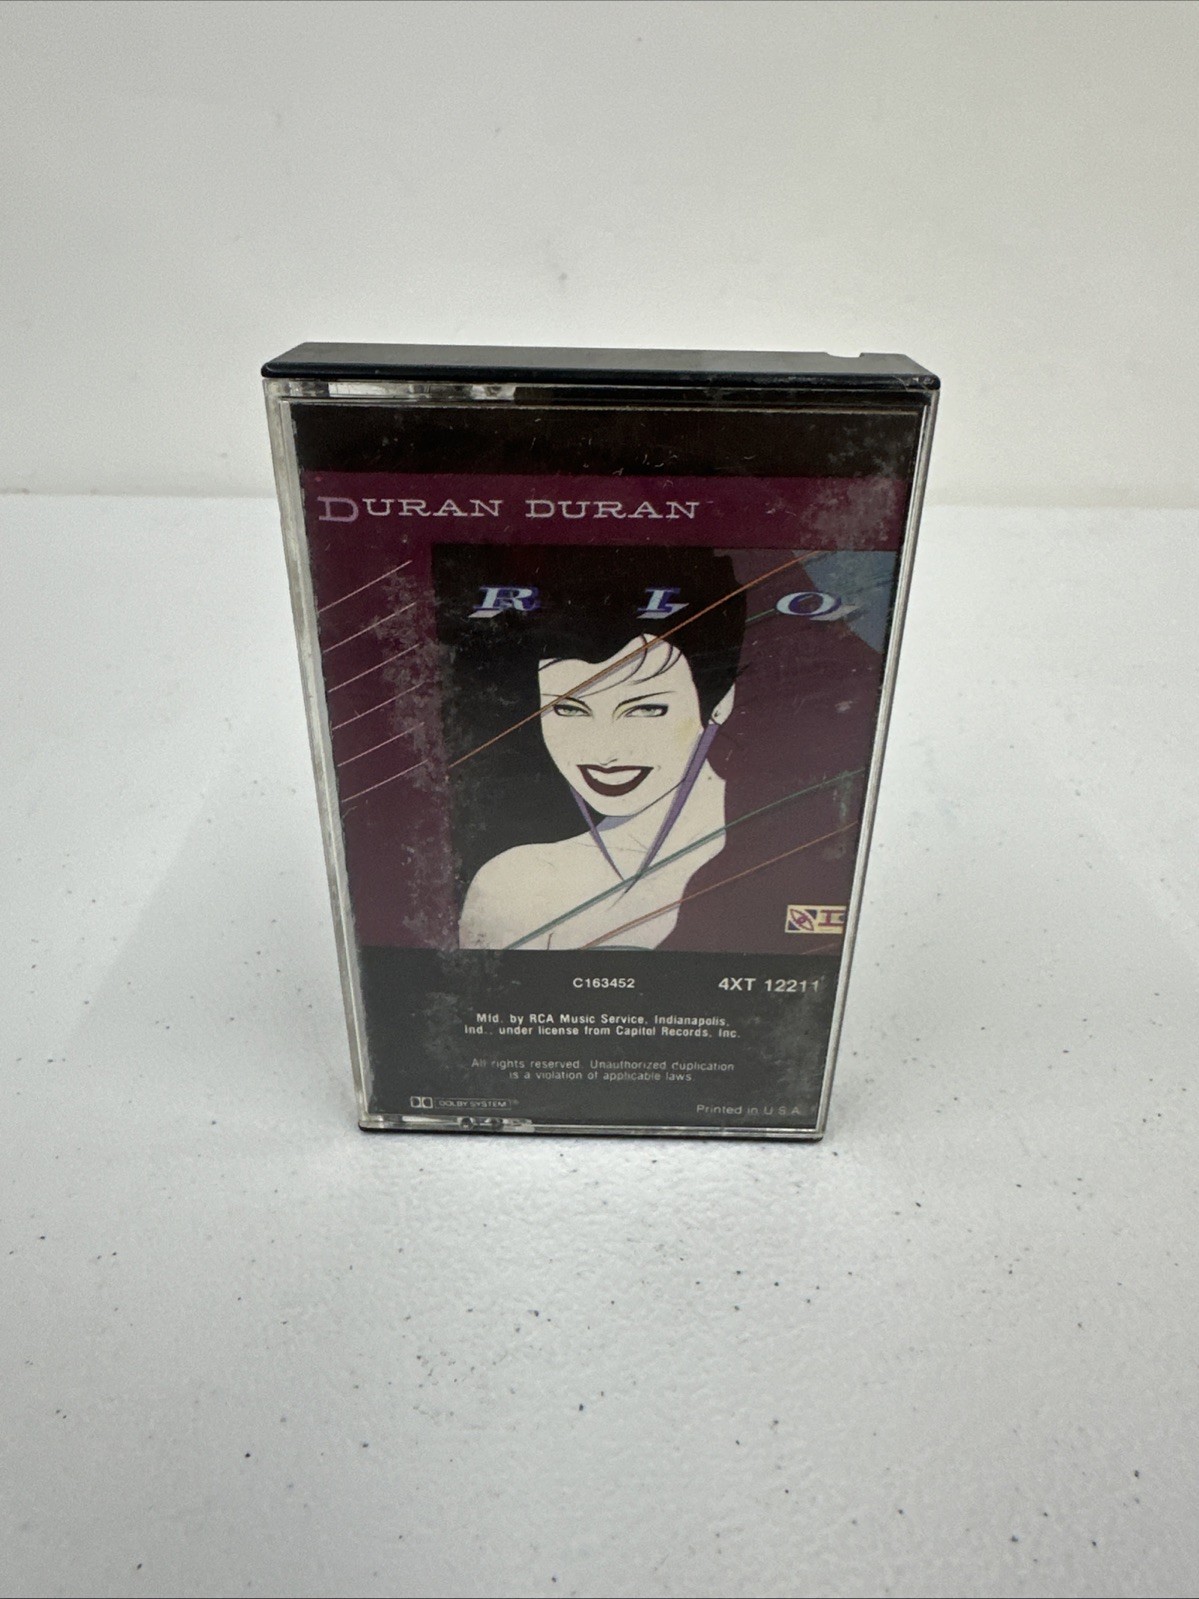 DURAN DURAN
RIO
C163452 4XT 12211
Mfd. by RCA Music Service, Indianapolis,
Ind., under license from Capitol Records, Inc.
All rights reserved. Unauthorized duplication
is a violation of applicable laws.
DOLBY SYSTEM
Printed in U.S.A.